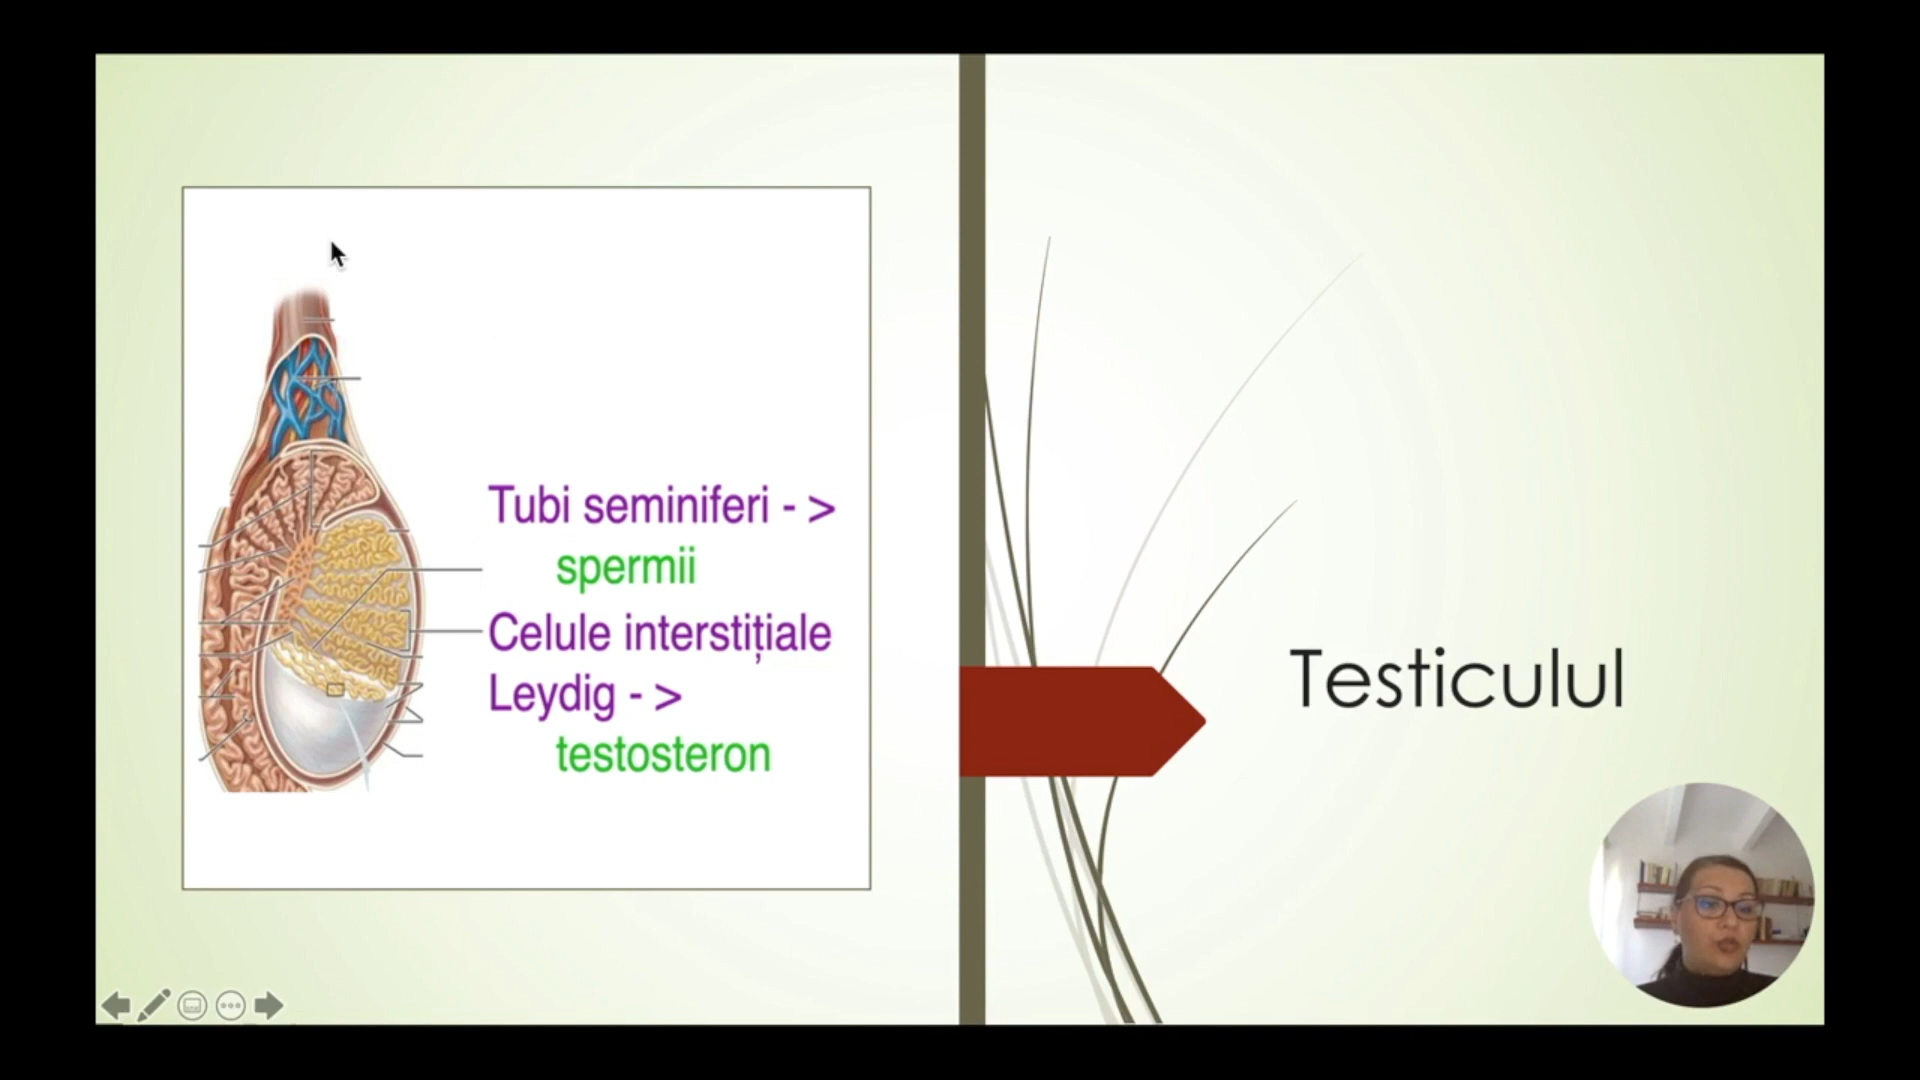 Tubi seminiferi - >
spermii
Celule interstițiale
Leydig - >
testosteron
Testiculul